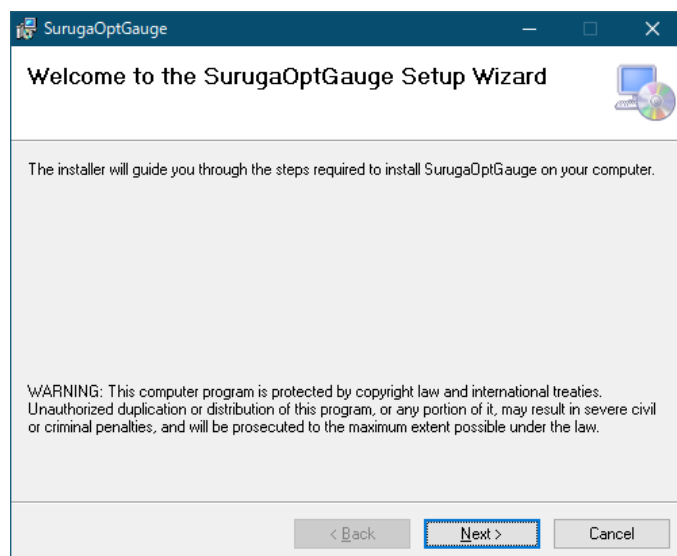 SurugaOptGauge
Welcome to the SurugaOptGauge Setup Wizard
The installer will guide you through the steps required to install SurugaOptGauge on your computer.
WARNING: This computer program is protected by copyright law and international treaties.
Unauthorized duplication or distribution of this program, or any portion of it, may result in severe civil
or criminal penalties, and will be prosecuted to the maximum extent possible under the law.
< Back
Next >
Cancel